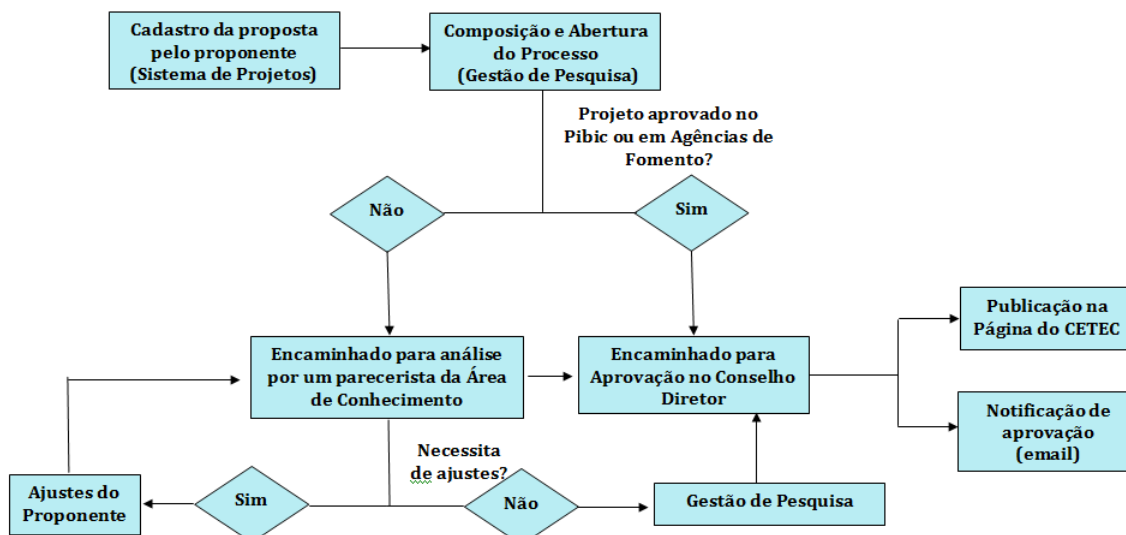 Cadastro da proposta
pelo proponente
(Sistema de Projetos)
Composição e Abertura
do Processo
(Gestão de Pesquisa)
Projeto aprovado no
Pibic ou em Agências de
Fomento?
Não
Sim
Encaminhado para análise
por um parecerista da Área
de Conhecimento
Encaminhado para
Aprovação no Conselho
Diretor
Publicação na
Página do CETEC
Notificação de
aprovação
(email)
Necessita
de ajustes?
Ajustes do
Proponente
Sim
Não
Gestão de Pesquisa